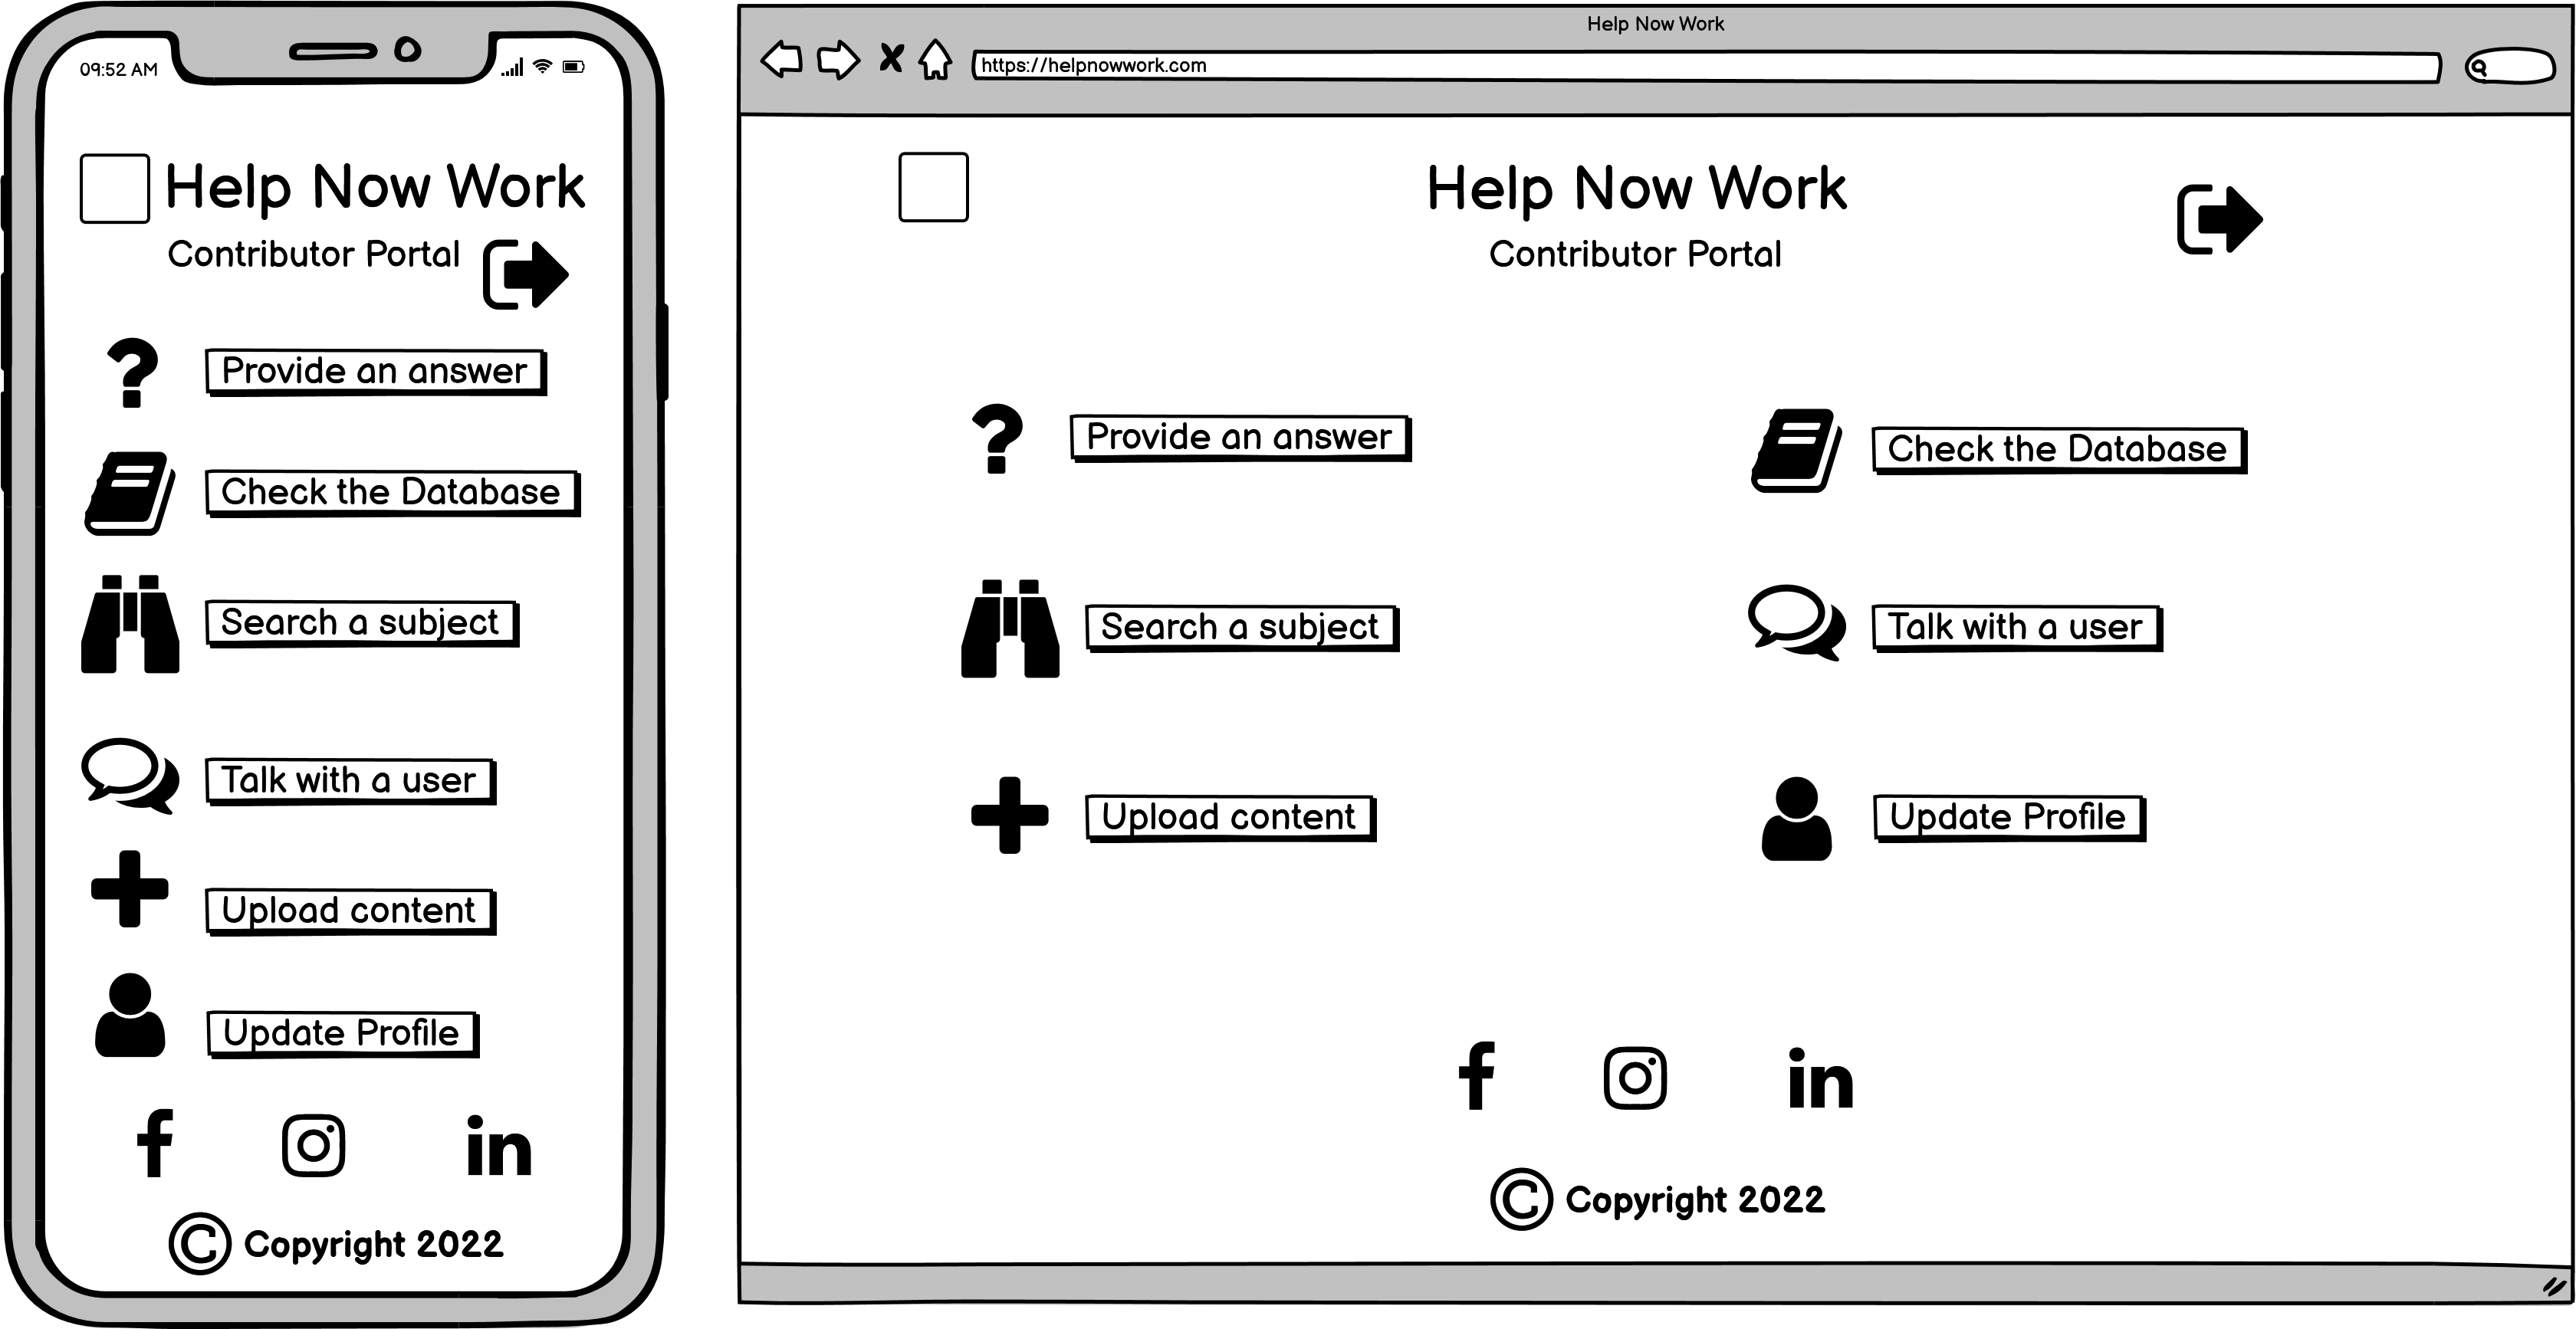 09:52 AM
Help Now Work
Contributor Portal
Provide an answer
Check the Database
Search a subject
Talk with a user
Upload content
Update Profile
f
in
© Copyright 2022
Help Now Work
https://helpnowwork.com
Help Now Work
Contributor Portal
Provide an answer
Check the Database
Search a subject
Talk with a user
Upload content
Update Profile
f
in
© Copyright 2022